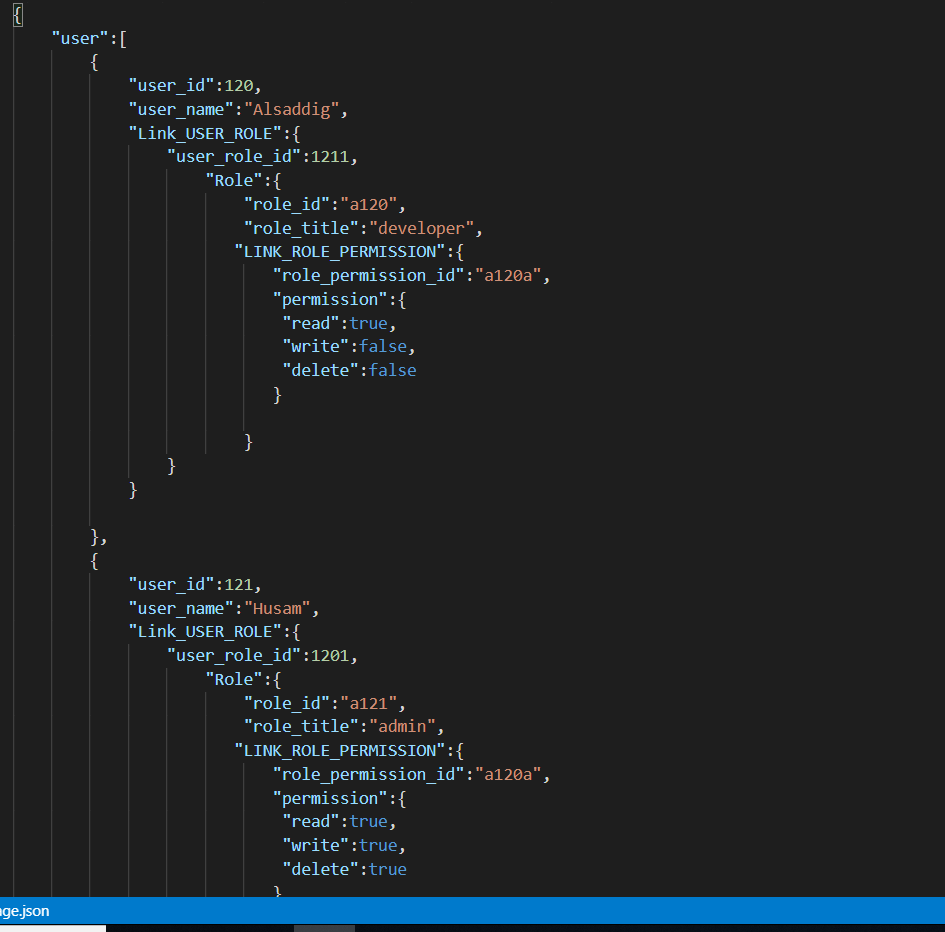 {
"user":[
{
"user_id":120,
"user_name":"Alsaddig",
"Link_USER_ROLE":{
"user_role_id":1211,
"Role":{
"role_id":"a120",
"role_title":"developer",
"LINK_ROLE_PERMISSION":{
"role_permission_id":"a120a",
"permission":{
"read":true,
"write":false,
"delete":false
}
}
}
}
},
{
"user_id":121,
"user_name":"Husam",
"Link_USER_ROLE":{
"user_role_id":1201,
"Role":{
"role_id":"a121",
"role_title":"admin",
"LINK_ROLE_PERMISSION":{
"role_permission_id":"a120a",
"permission":{
"read":true,
"write":true,
"delete":true
}
ge.json